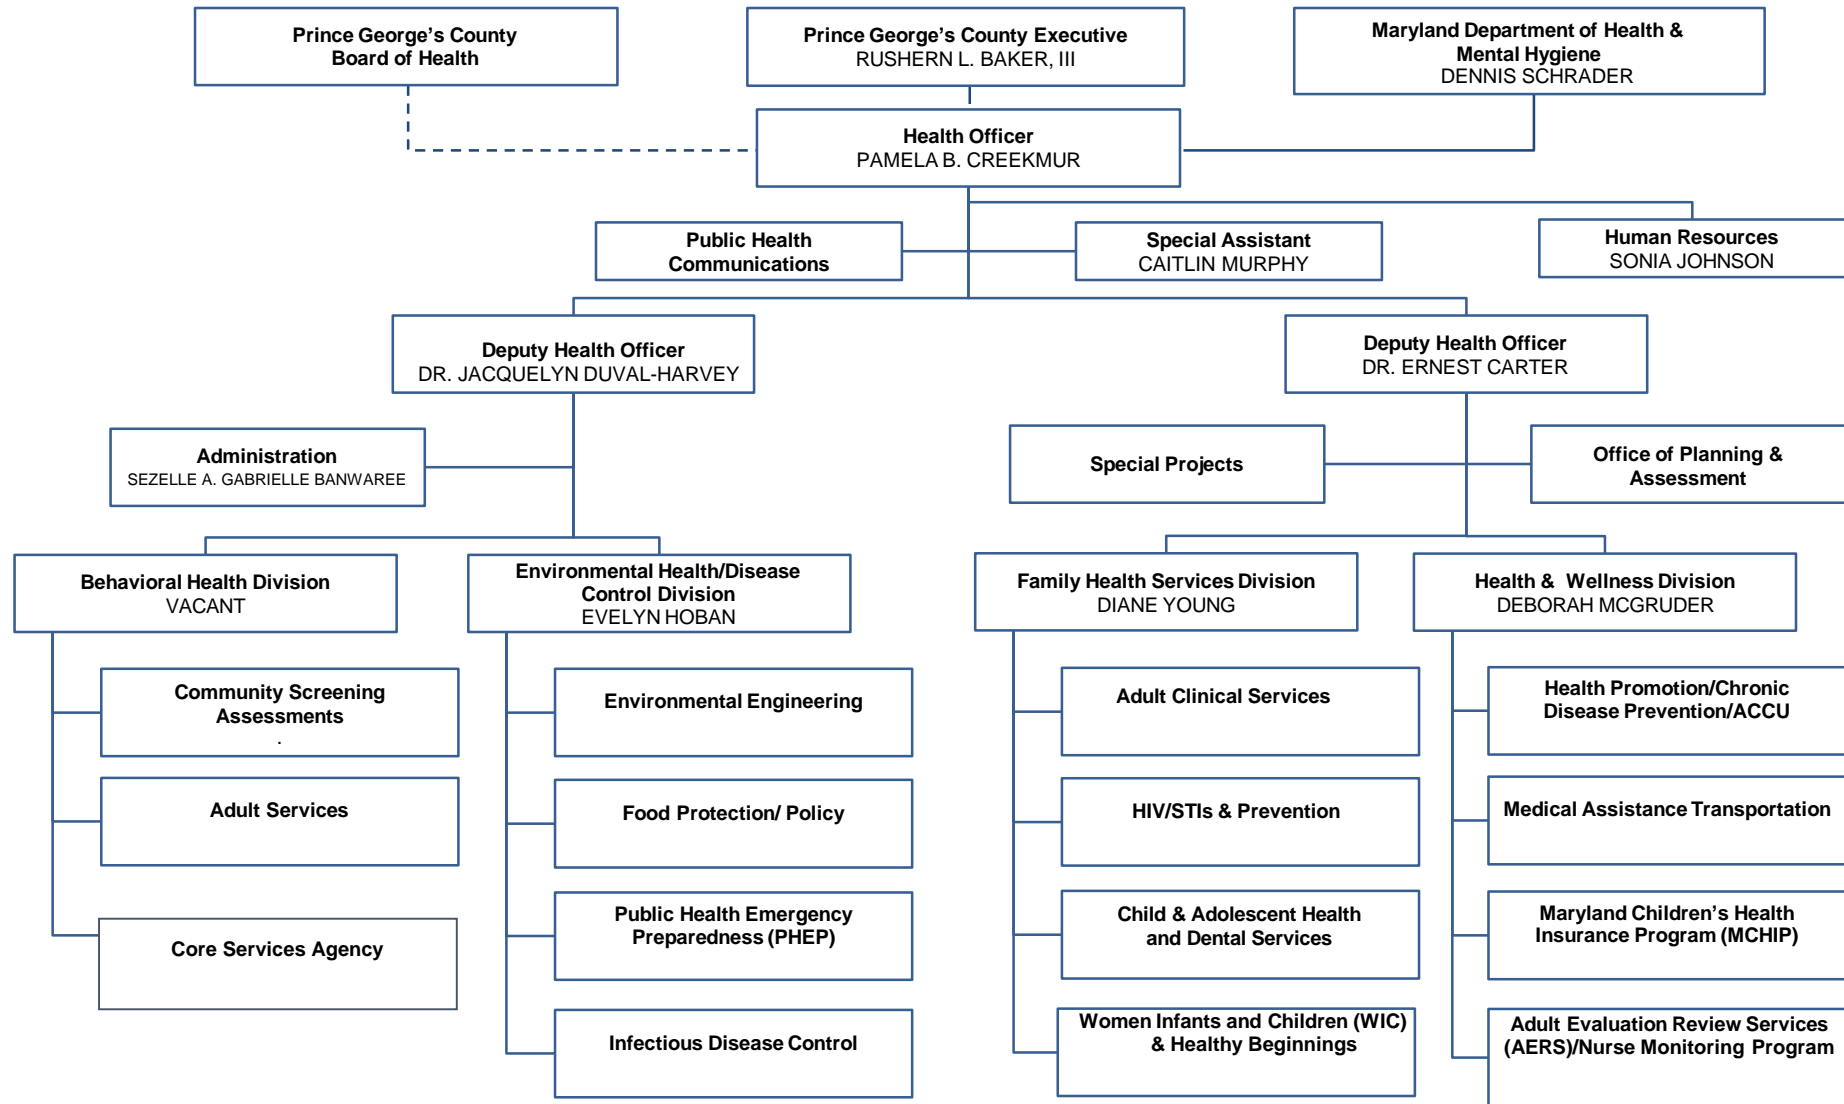 Prince George’s County
Board of Health
Prince George’s County Executive
RUSHERN L. BAKER, III
Maryland Department of Health &
Mental Hygiene
DENNIS SCHRADER
Health Officer
PAMELA B. CREEKMUR
Public Health
Communications
Special Assistant
CAITLIN MURPHY
Human Resources
SONIA JOHNSON
Deputy Health Officer
DR. JACQUELYN DUVAL-HARVEY
Deputy Health Officer
DR. ERNEST CARTER
Administration
SEZELLE A. GABRIELLE BANWAREE
Special Projects
Office of Planning &
Assessment
Behavioral Health Division
VACANT
Environmental Health/Disease
Control Division
EVELYN HOBAN
Family Health Services Division
DIANE YOUNG
Health & Wellness Division
DEBORAH MCGRUDER
Community Screening
Assessments
.
Adult Services
Core Services Agency
Environmental Engineering
Food Protection/ Policy
Public Health Emergency
Preparedness (PHEP)
Infectious Disease Control
Adult Clinical Services
HIV/STIs & Prevention
Child & Adolescent Health
and Dental Services
Women Infants and Children (WIC)
& Healthy Beginnings
Health Promotion/Chronic
Disease Prevention/ACCU
Medical Assistance Transportation
Maryland Children’s Health
Insurance Program (MCHIP)
Adult Evaluation Review Services
(AERS)/Nurse Monitoring Program